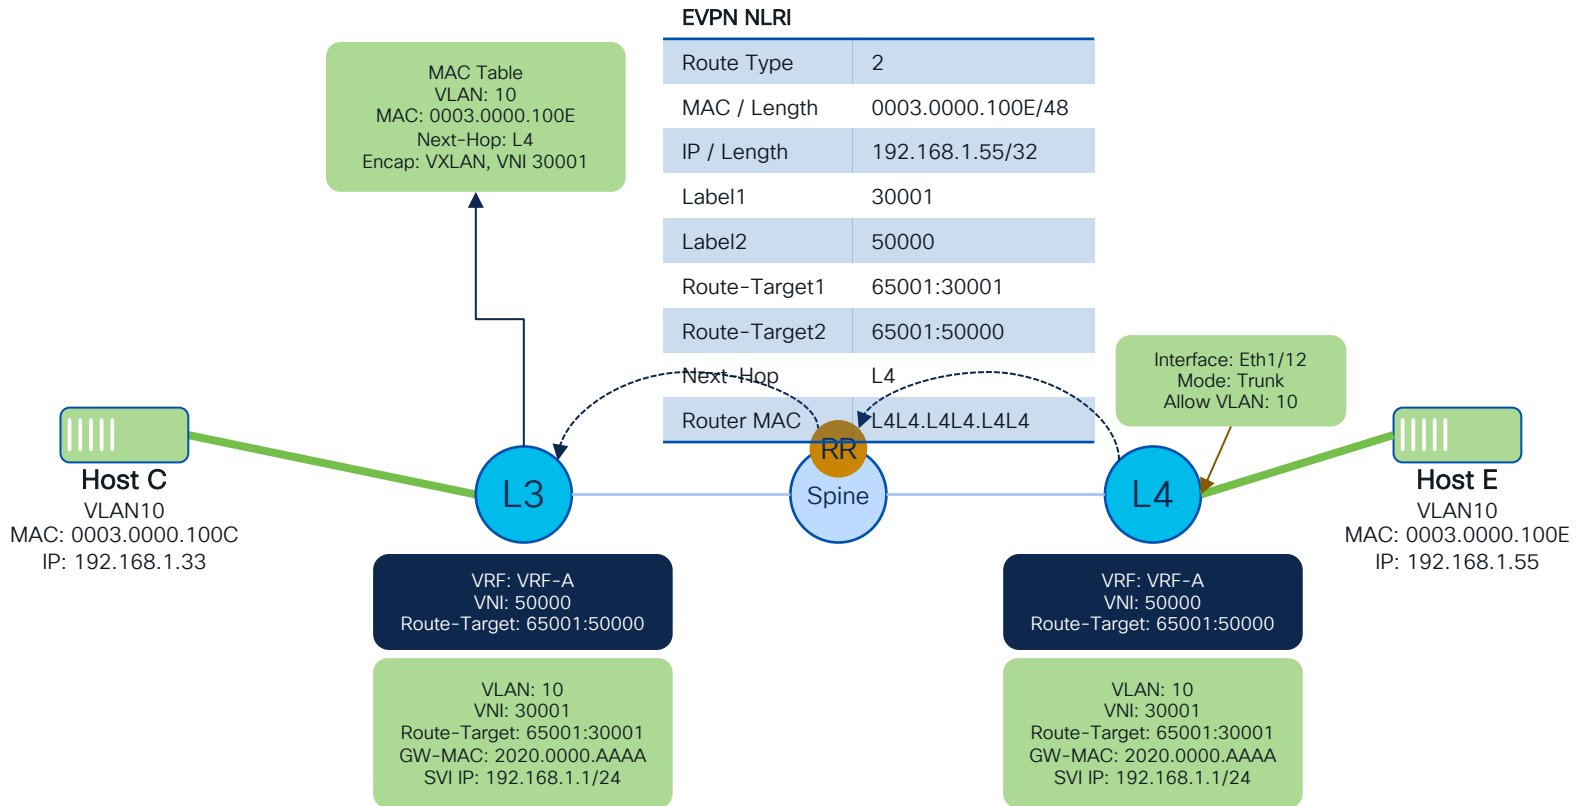 EVPN NLRI
Route Type 2
MAC / Length 0003.0000.100E/48
IP / Length 192.168.1.55/32
Label1 30001
Label2 50000
Route-Target1 65001:30001
Route-Target2 65001:50000
Next-Hop L4
Router MAC L4L4.L4L4.L4L4
MAC Table
VLAN: 10
MAC: 0003.0000.100E
Next-Hop: L4
Encap: VXLAN, VNI 30001
Interface: Eth1/12
Mode: Trunk
Allow VLAN: 10
Host C
VLAN10
MAC: 0003.0000.100C
IP: 192.168.1.33
L3
RR
Spine
L4
Host E
VLAN10
MAC: 0003.0000.100E
IP: 192.168.1.55
VRF: VRF-A
VNI: 50000
Route-Target: 65001:50000
VLAN: 10
VNI: 30001
Route-Target: 65001:30001
GW-MAC: 2020.0000.AAAA
SVI IP: 192.168.1.1/24
VRF: VRF-A
VNI: 50000
Route-Target: 65001:50000
VLAN: 10
VNI: 30001
Route-Target: 65001:30001
GW-MAC: 2020.0000.AAAA
SVI IP: 192.168.1.1/24